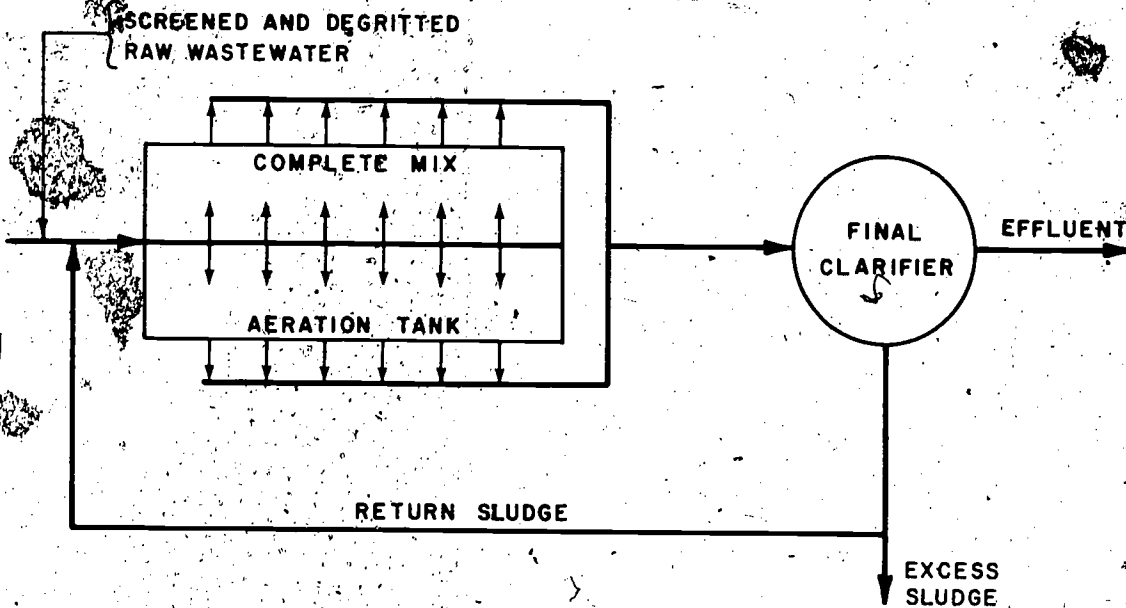 SCREENED AND DEGRITTED
RAW WASTEWATER
COMPLETE MIX
AERATION TANK
FINAL
CLARIFIER
EFFLUENT
RETURN SLUDGE
EXCESS
SLUDGE